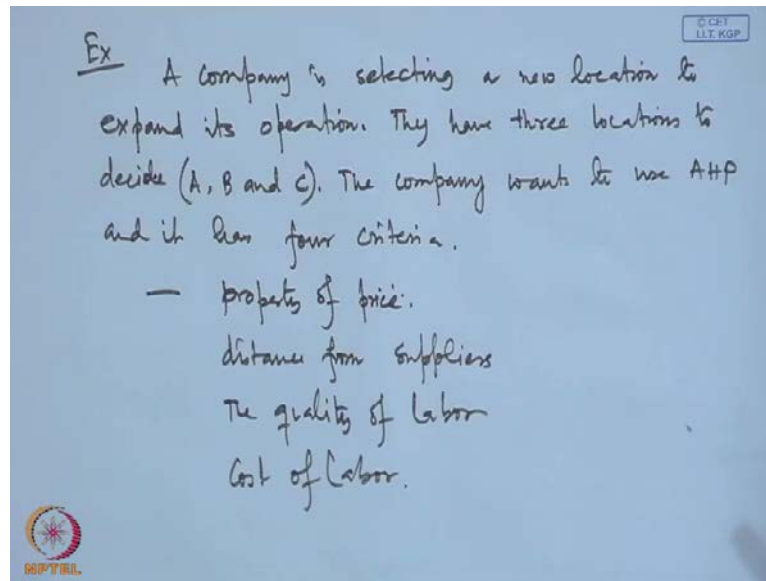 © CET
I.I.T. KGP
Ex
A company is selecting a new location to
expand its operation. They have three locations to
decide (A, B and C). The company wants to use AHP
and it has four criteria.
— property of price.
distance from suppliers
The quality of Labor
Cost of Labor.
NPTEL